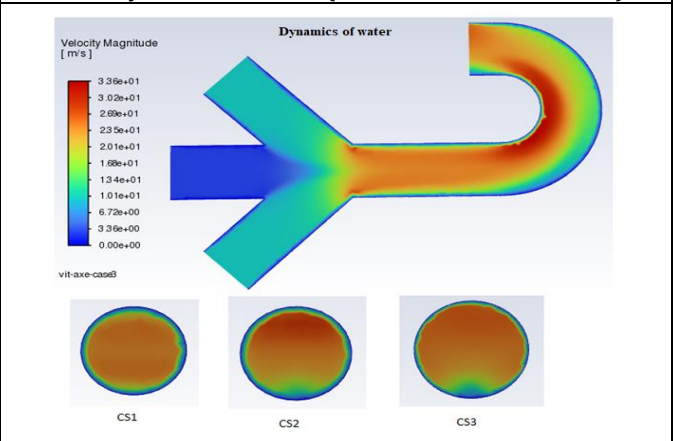 Dynamics of water
Velocity Magnitude
[ m/s ]
3.36e+01
3.02e+01
2.69e+01
2.35e+01
2.01e+01
1.68e+01
1.34e+01
1.01e+01
6.72e+00
3.36e+00
0.00e+00
vit-axe-case3
CS1
CS2
CS3